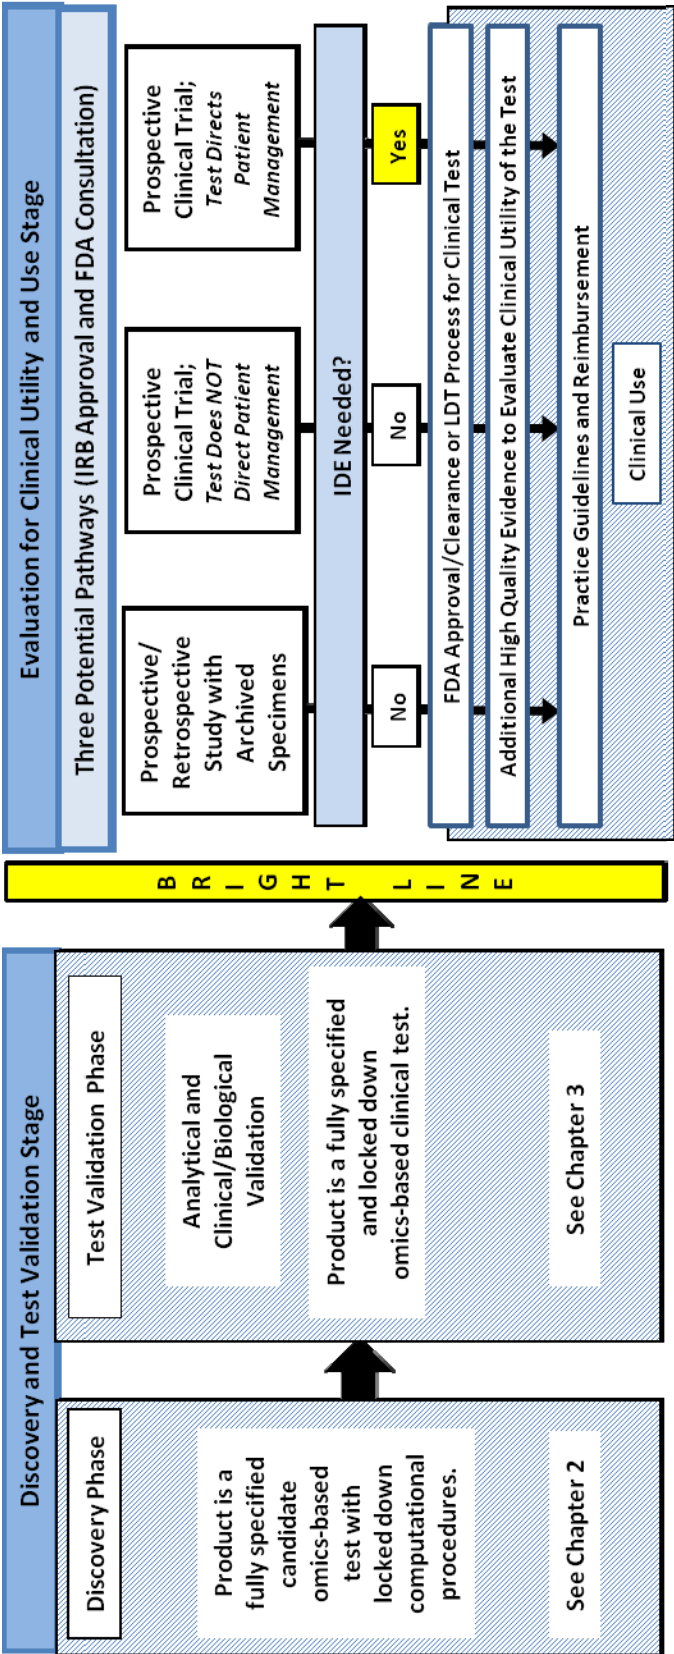 Discovery and Test Validation Stage
Discovery Phase
Product is a
fully specified
candidate
omics-based
test with
locked down
computational
procedures.
See Chapter 2
Test Validation Phase
Analytical and
Clinical/Biological
Validation
Product is a fully specified
and locked down
omics-based clinical test.
See Chapter 3
BRIGHT LINE
Evaluation for Clinical Utility and Use Stage
Three Potential Pathways (IRB Approval and FDA Consultation)
Prospective/
Retrospective
Study with
Archived
Specimens
Prospective
Clinical Trial;
Test Does NOT
Direct Patient
Management
Prospective
Clinical Trial;
Test Directs
Patient
Management
IDE Needed?
No
No
Yes
FDA Approval/Clearance or LDT Process for Clinical Test
Additional High Quality Evidence to Evaluate Clinical Utility of the Test
Practice Guidelines and Reimbursement
Clinical Use